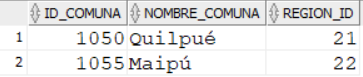 ID_COMUNA NOMBRE_COMUNA REGION_ID
1 1050 Quilpué 21
2 1055 Maipú 22